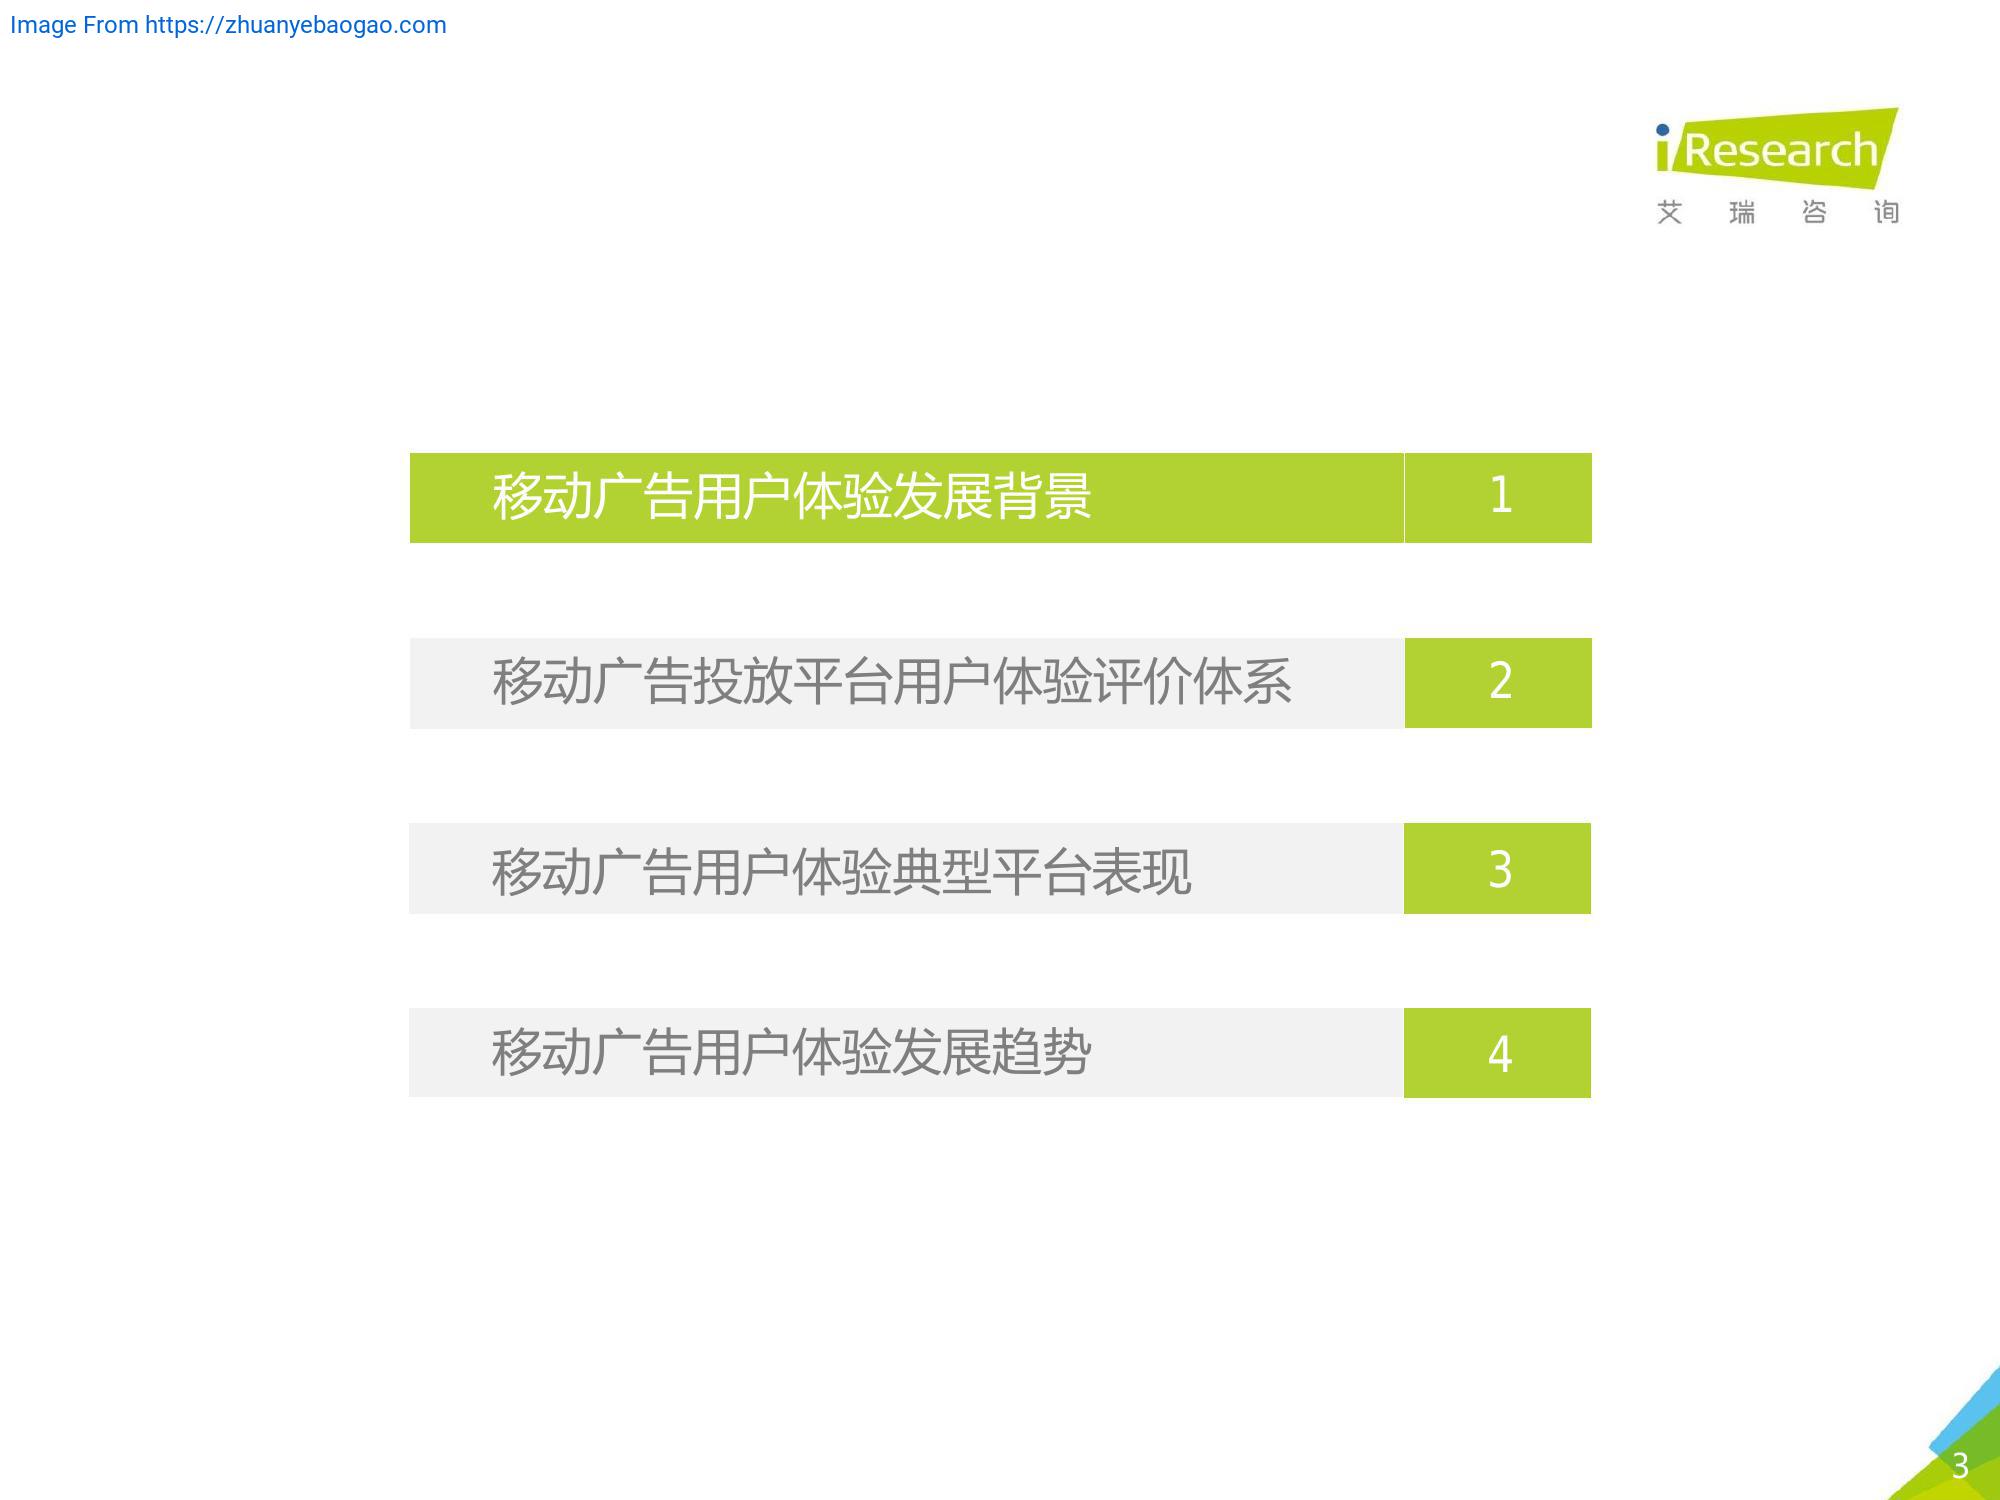 Image From https://zhuanyebaogao.com
iResearch
艾瑞咨询
移动广告用户体验发展背景 1
移动广告投放平台用户体验评价体系 2
移动广告用户体验典型平台表现 3
移动广告用户体验发展趋势 4
3